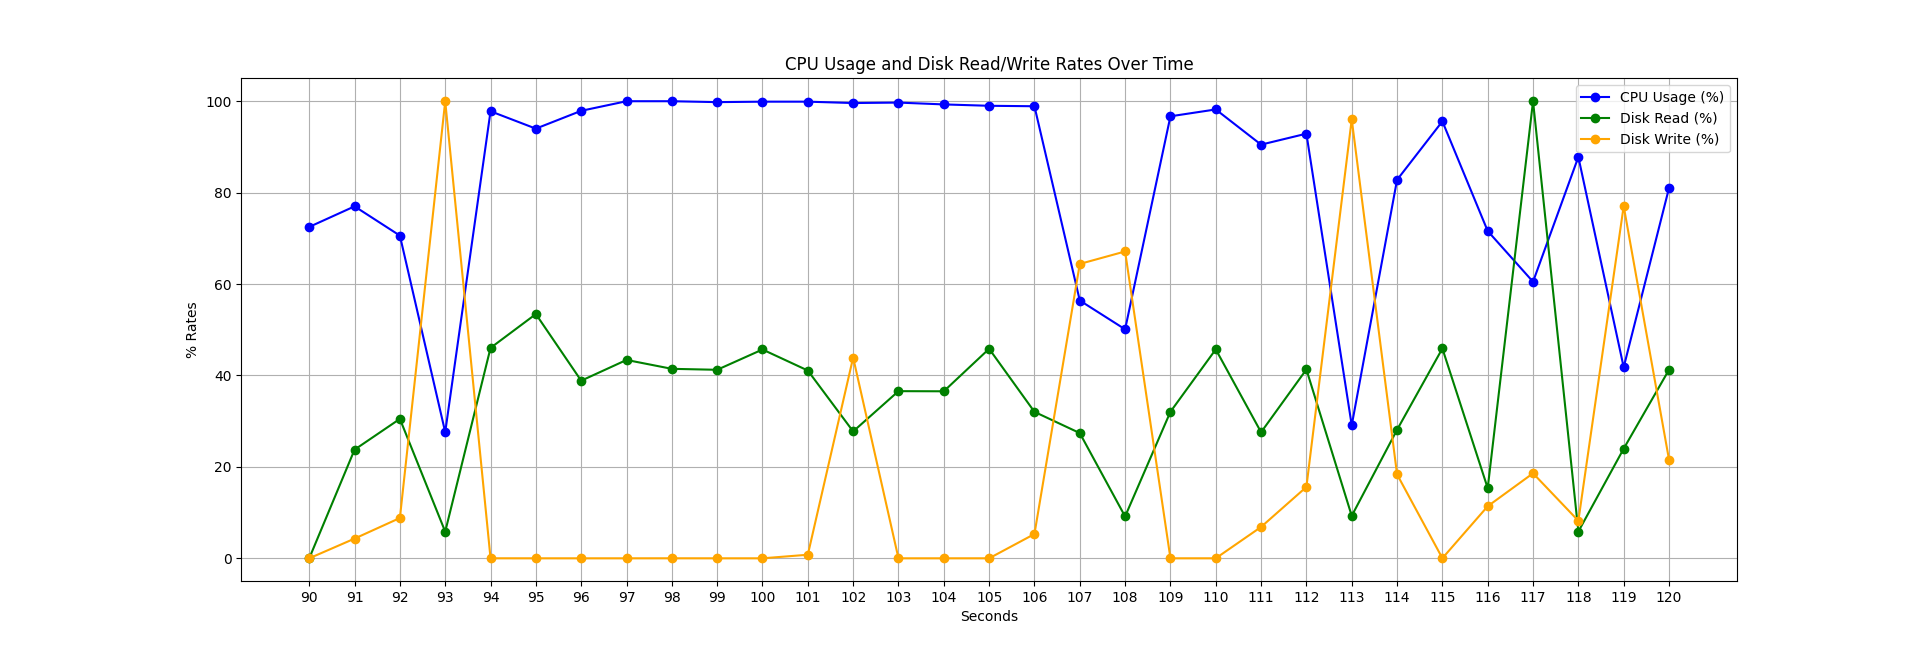 CPU Usage and Disk Read/Write Rates Over Time
CPU Usage (%)
Disk Read (%)
Disk Write (%)
% Rates
100
80
60
40
20
0
90 91 92 93 94 95 96 97 98 99 100 101 102 103 104 105 106 107 108 109 110 111 112 113 114 115 116 117 118 119 120
Seconds